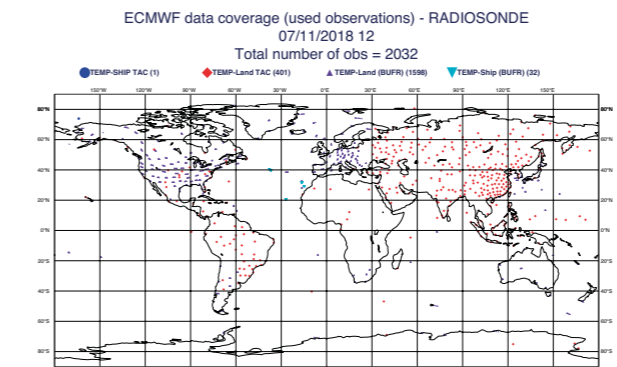 ECMWF data coverage (used observations) - RADIOSONDE
07/11/2018 12
Total number of obs = 2032
TEMP-SHIP TAC (1) TEMP-Land TAC (401) TEMP-Land (BUFR) (1598) TEMP-Ship (BUFR) (32)
150°W 120°W 90°W 60°W 30°W 0°E 30°E 60°E 90°E 120°E 150°E
80°N 80°N
60°N 60°N
40°N 40°N
20°N 20°N
0°N 0°N
20°S 20°S
40°S 40°S
60°S 60°S
80°S 80°S